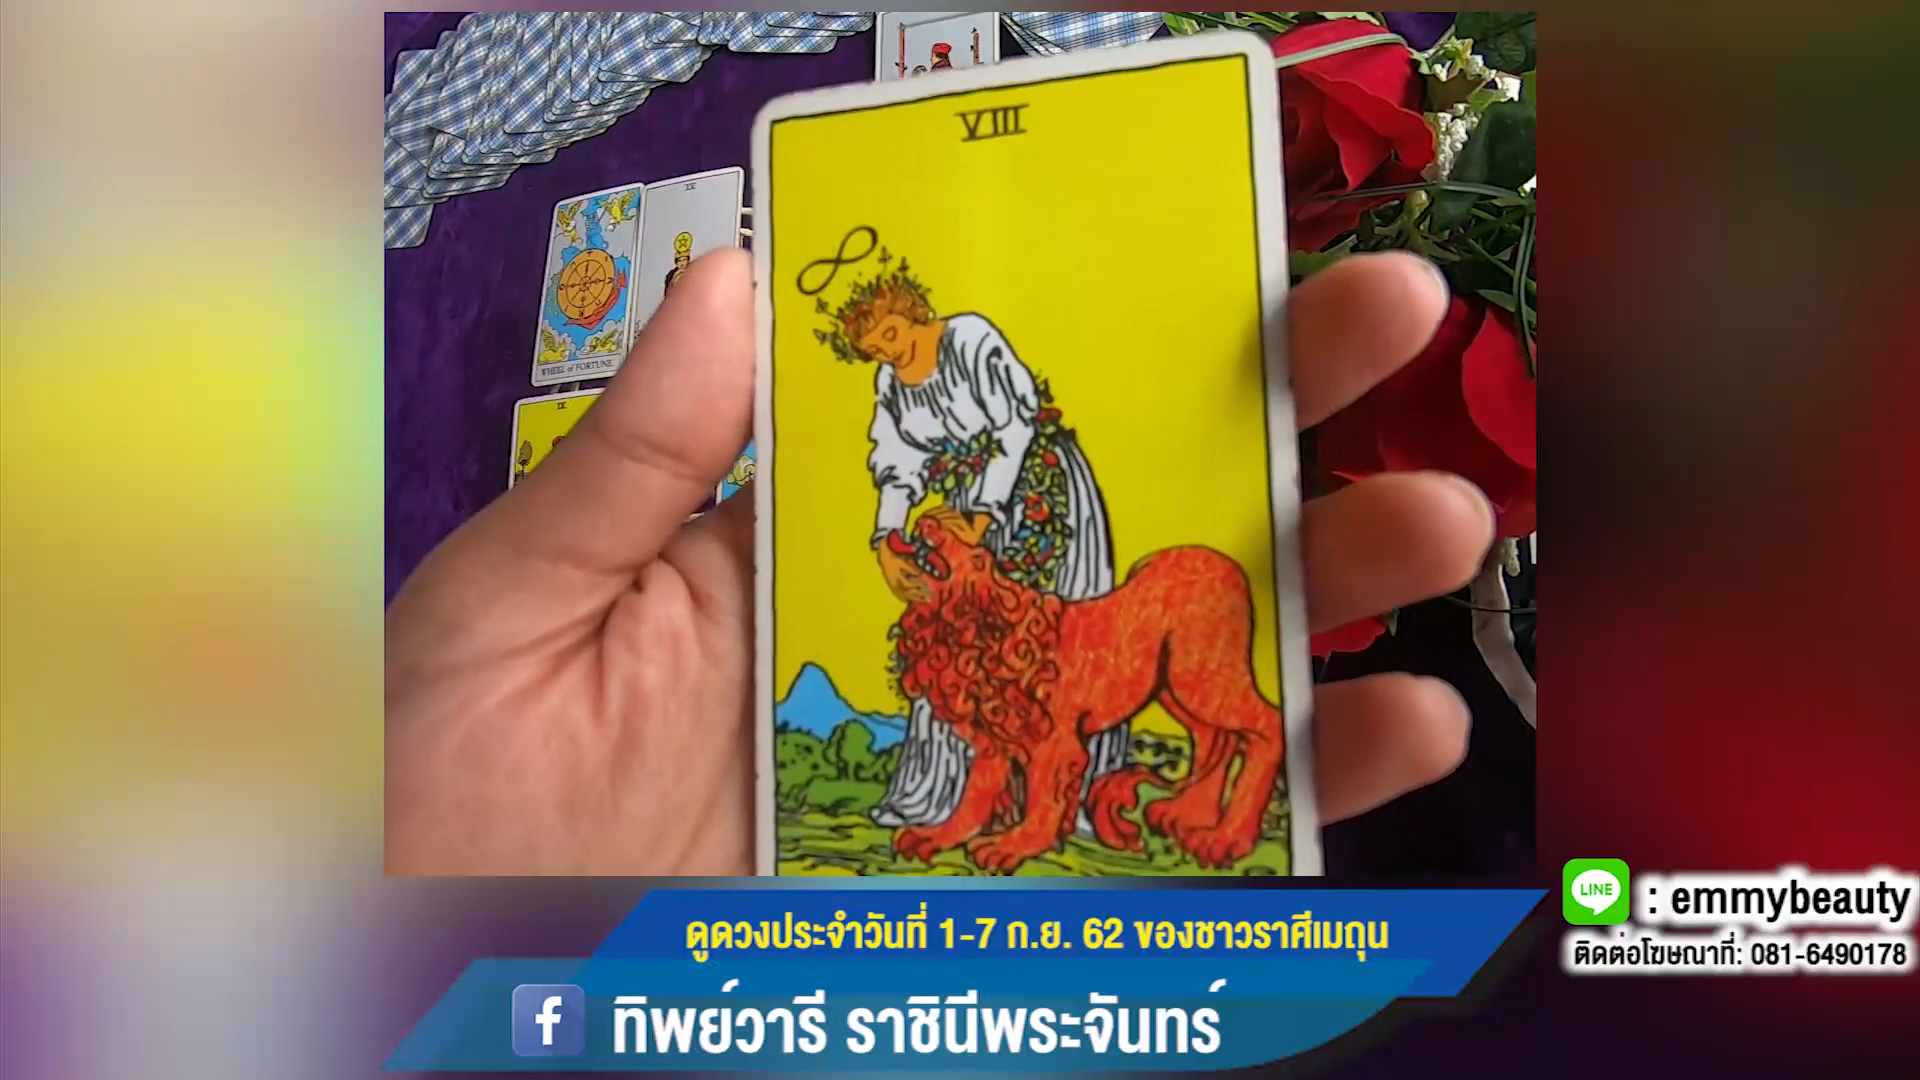 VIII
IX
WHEEL of FORTUNE.
IX
LINE
: emmybeauty
ติดต่อโฆษณาที่: 081-6490178
ดูดวงประจำวันที่ 1-7 ก.ย. 62 ของชาวราศีเมถุน
f ทิพย์วารี ราชินีพระจันทร์